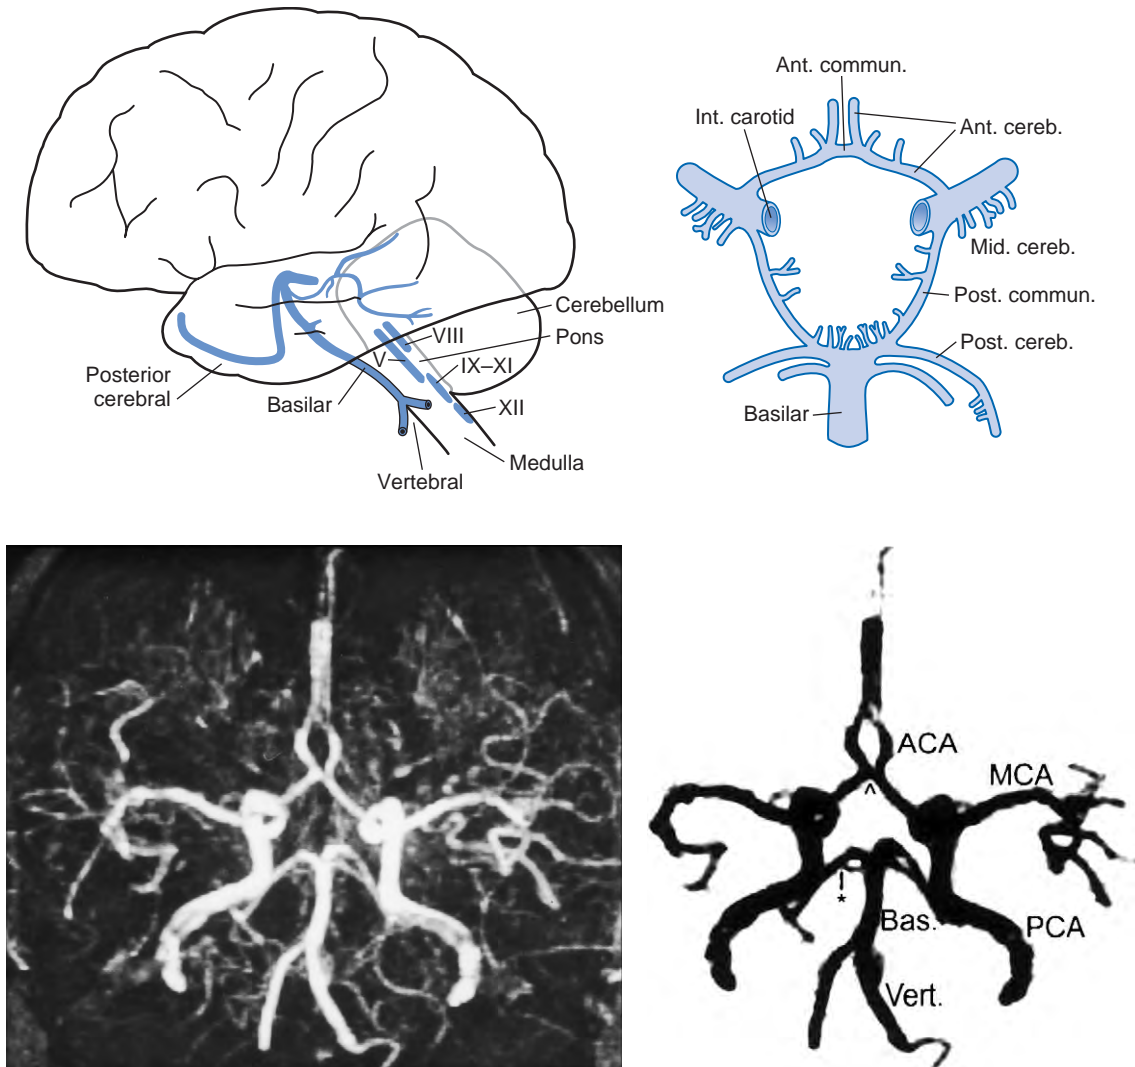 Cerebellum
VIII
Pons
V
IX–XI
Posterior
cerebral
Basilar
XII
Medulla
Vertebral
Ant. commun.
Int. carotid
Ant. cereb.
Mid. cereb.
Post. commun.
Post. cereb.
Basilar
ACA
MCA
^
*
Bas.
PCA
Vert.